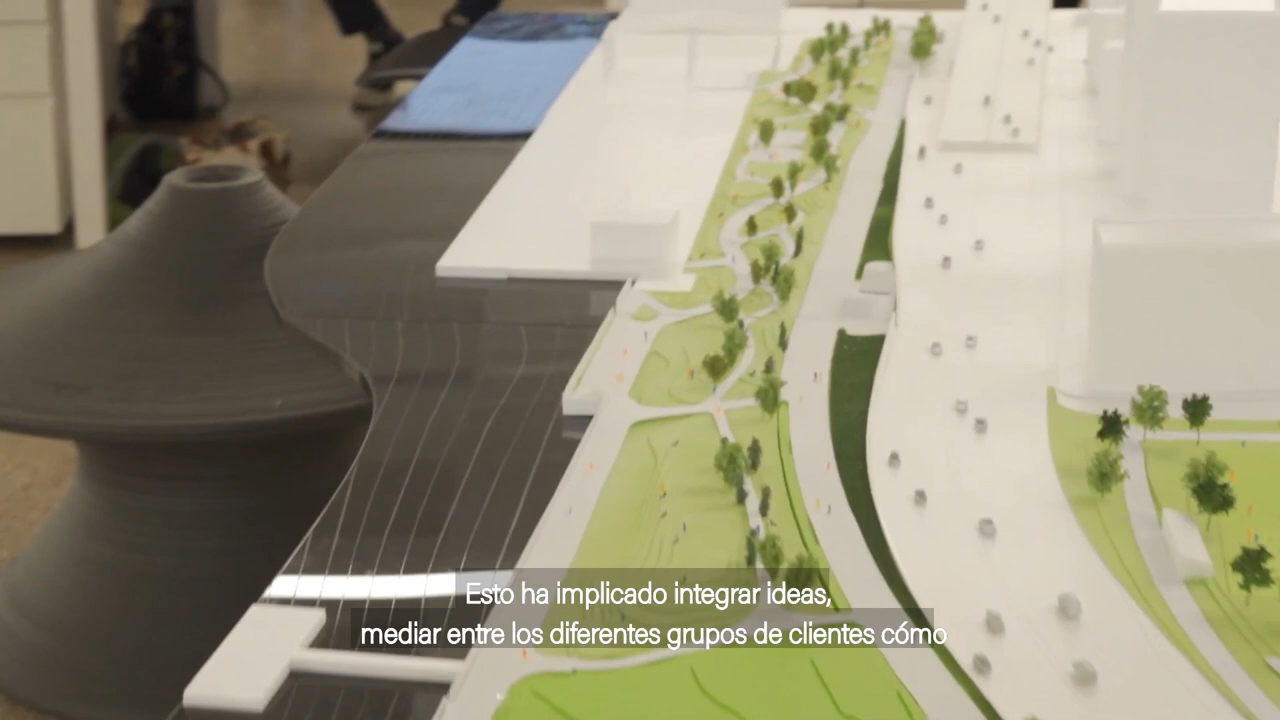 Esto ha implicado integrar ideas,
mediar entre los diferentes grupos de clientes cómo